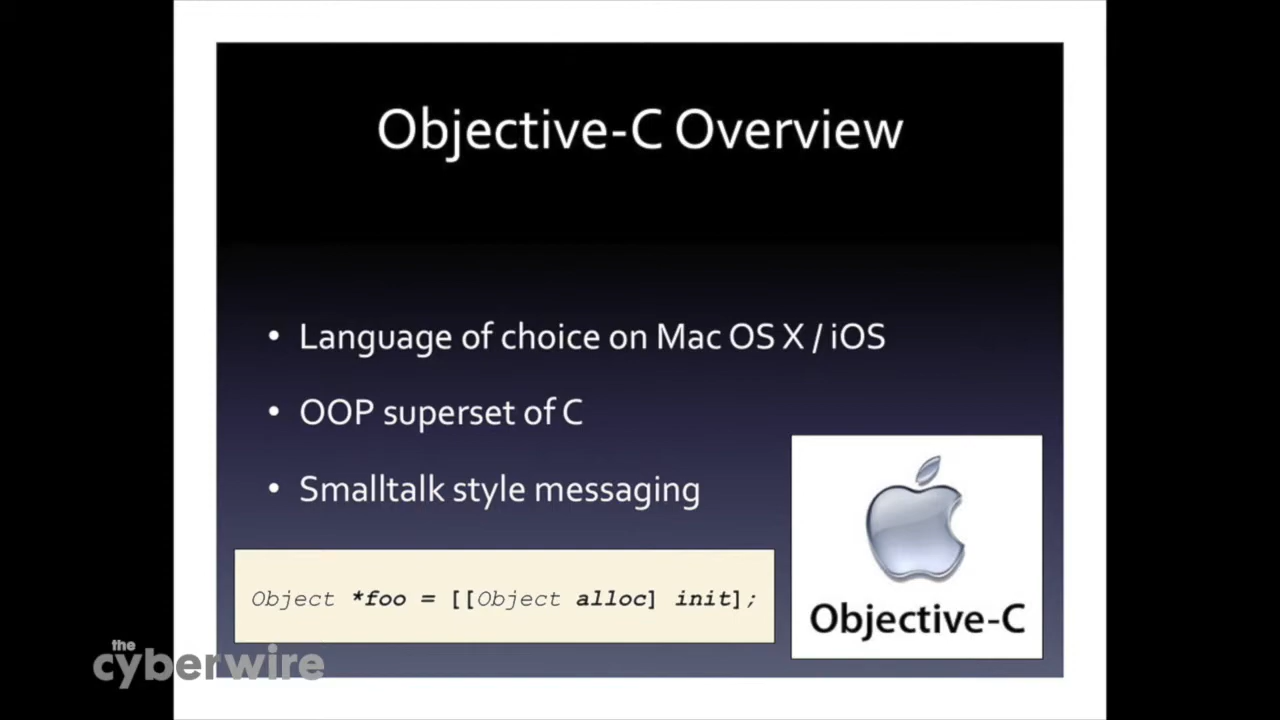 Objective-C Overview
• Language of choice on Mac OS X / iOS
• OOP superset of C
• Smalltalk style messaging
Object *foo = [[Object alloc] init];
Objective-C
the
cyberwire